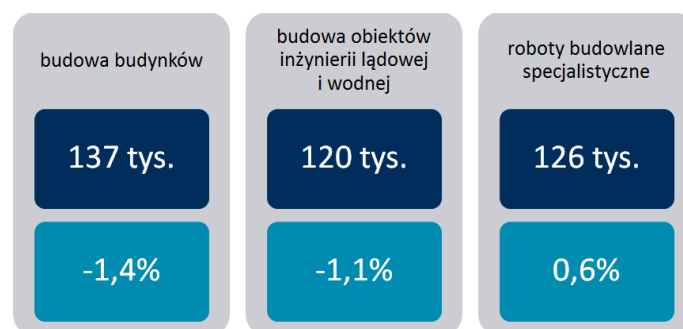 budowa budynków
137 tys.
-1,4%
budowa obiektów
inżynierii lądowej
i wodnej
120 tys.
-1,1%
roboty budowlane
specjalistyczne
126 tys.
0,6%